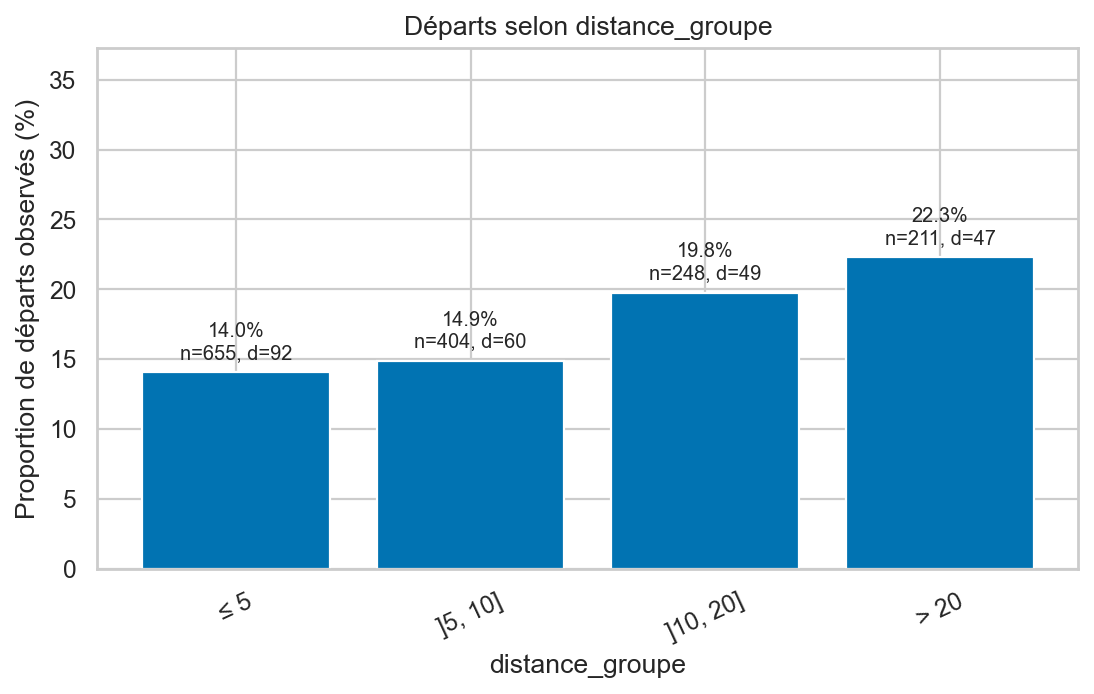 Départs selon distance_groupe
Proportion de départs observés (%)
35
30
25
20
15
10
5
0
14.0%
n=655, d=92
14.9%
n=404, d=60
19.8%
n=248, d=49
22.3%
n=211, d=47
≤ 5
]5, 10]
]10, 20]
> 20
distance_groupe